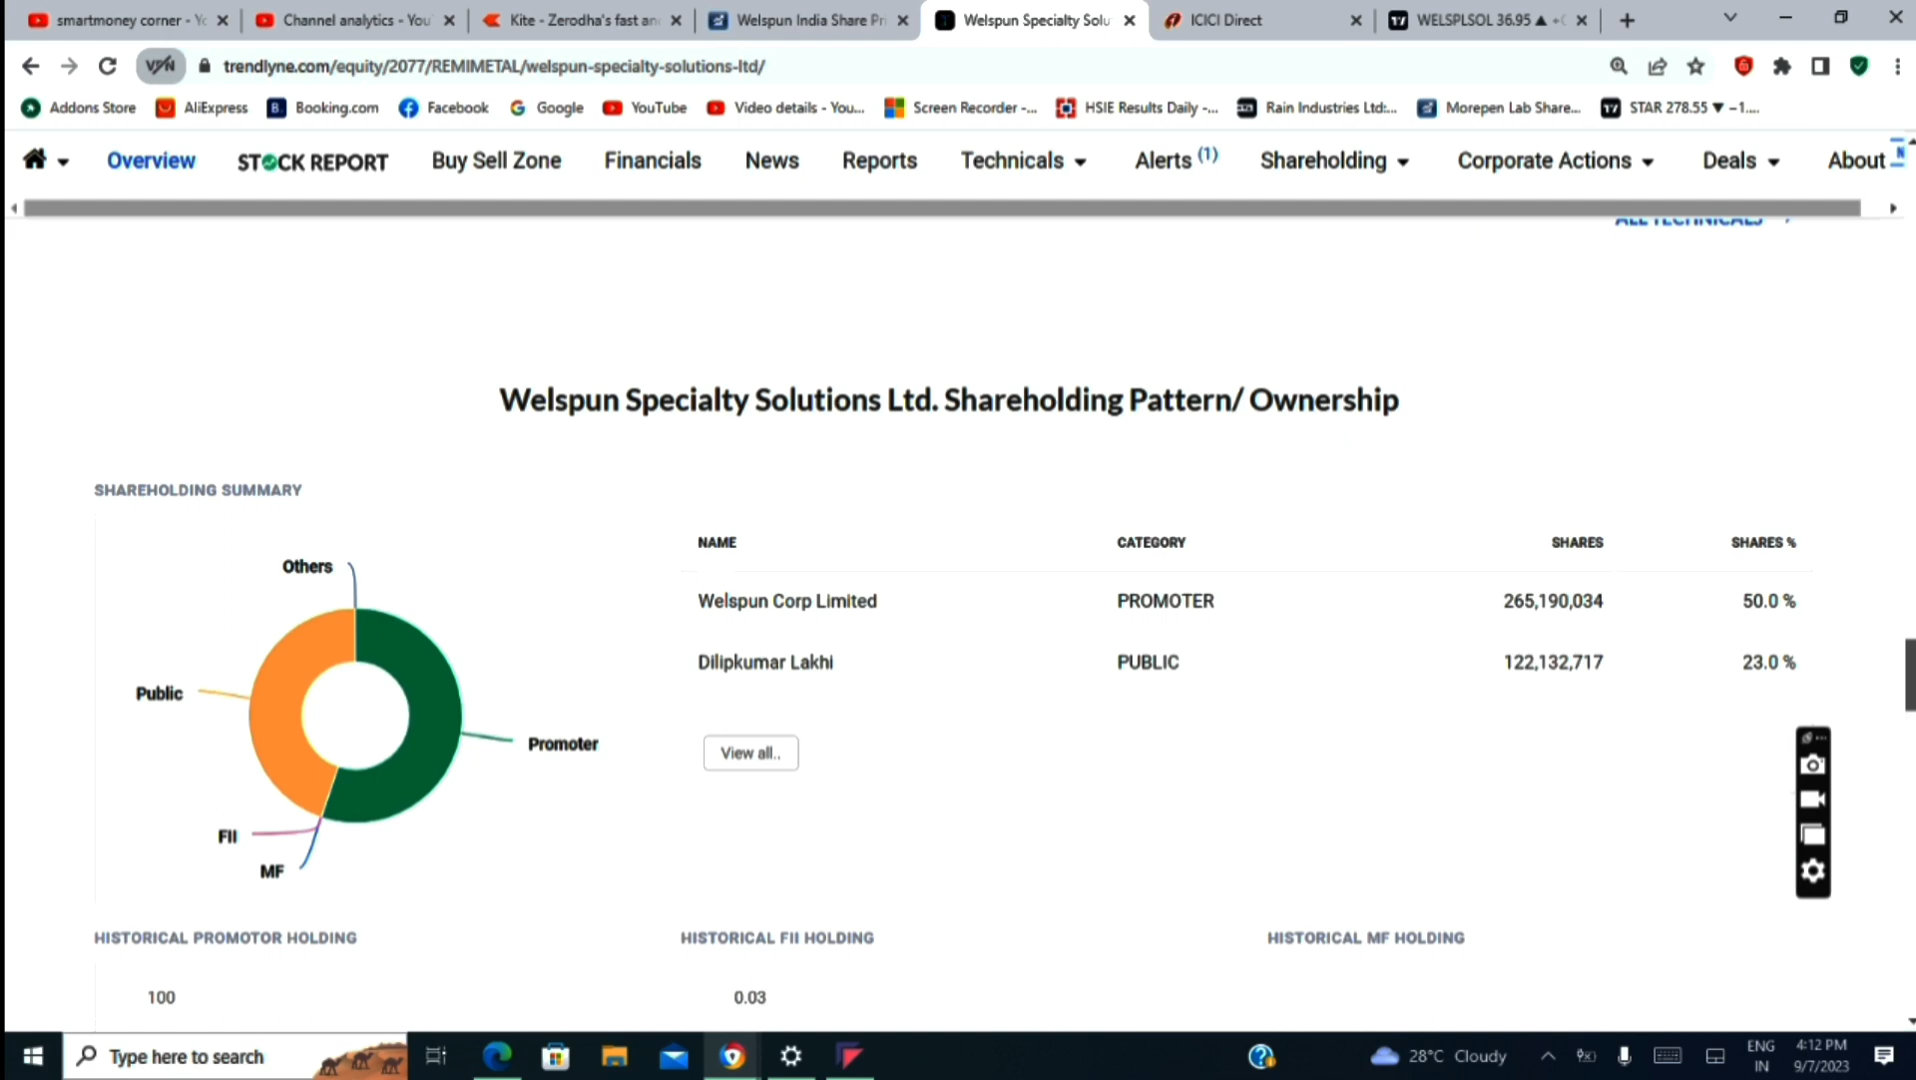 smartmoney corner - Yo
Channel analytics - You
Kite - Zerodha's fast an
Welspun India Share Pri
Welspun Specialty Solu
ICICI Direct
WELSPLSOL 36.95 ▲ +0
VPN
trendlyne.com/equity/2077/REMIMETAL/welspun-specialty-solutions-ltd/
Addons Store
AliExpress
Booking.com
Facebook
Google
YouTube
Video details - You...
Screen Recorder -...
HSIE Results Daily -...
Rain Industries Ltd:...
Morepen Lab Share...
STAR 278.55 ▼ −1....
Overview
STOCK REPORT
Buy Sell Zone
Financials
News
Reports
Technicals
Alerts (1)
Shareholding
Corporate Actions
Deals
About
N
ALL TECHNICALS
Welspun Specialty Solutions Ltd. Shareholding Pattern/ Ownership
SHAREHOLDING SUMMARY
Others
Public
Promoter
FII
MF
NAME CATEGORY SHARES SHARES %
Welspun Corp Limited PROMOTER 265,190,034 50.0 %
Dilipkumar Lakhi PUBLIC 122,132,717 23.0 %
View all..
HISTORICAL PROMOTOR HOLDING
HISTORICAL FII HOLDING
HISTORICAL MF HOLDING
100
0.03
Type here to search
28°C Cloudy
ENG
IN
4:12 PM
9/7/2023